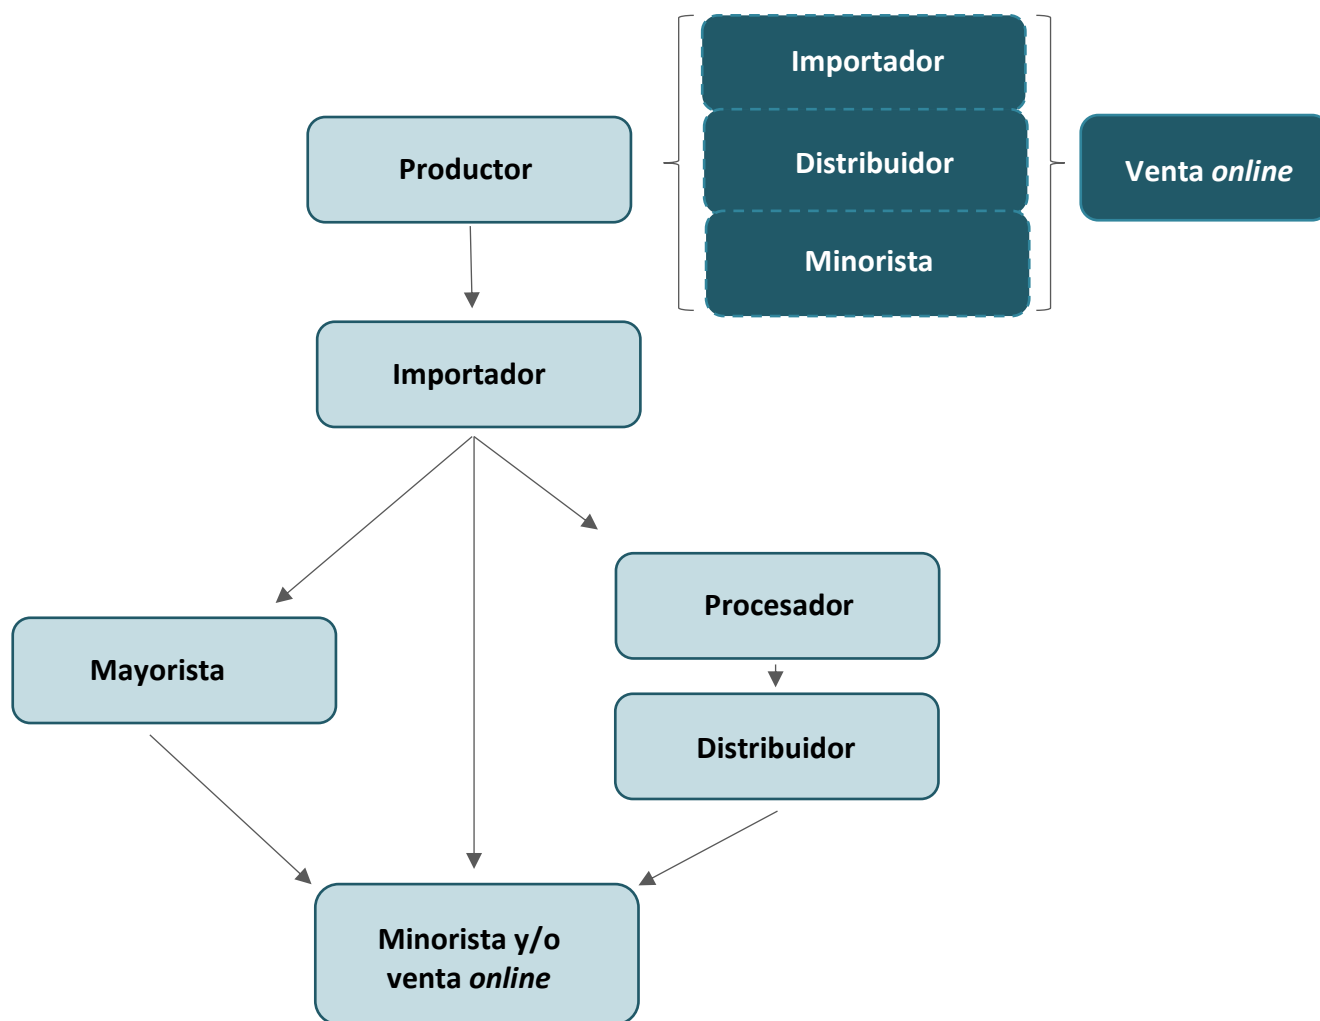 Importador
Productor
Distribuidor
Venta online
Minorista
Importador
Procesador
Mayorista
Distribuidor
Minorista y/o
venta online